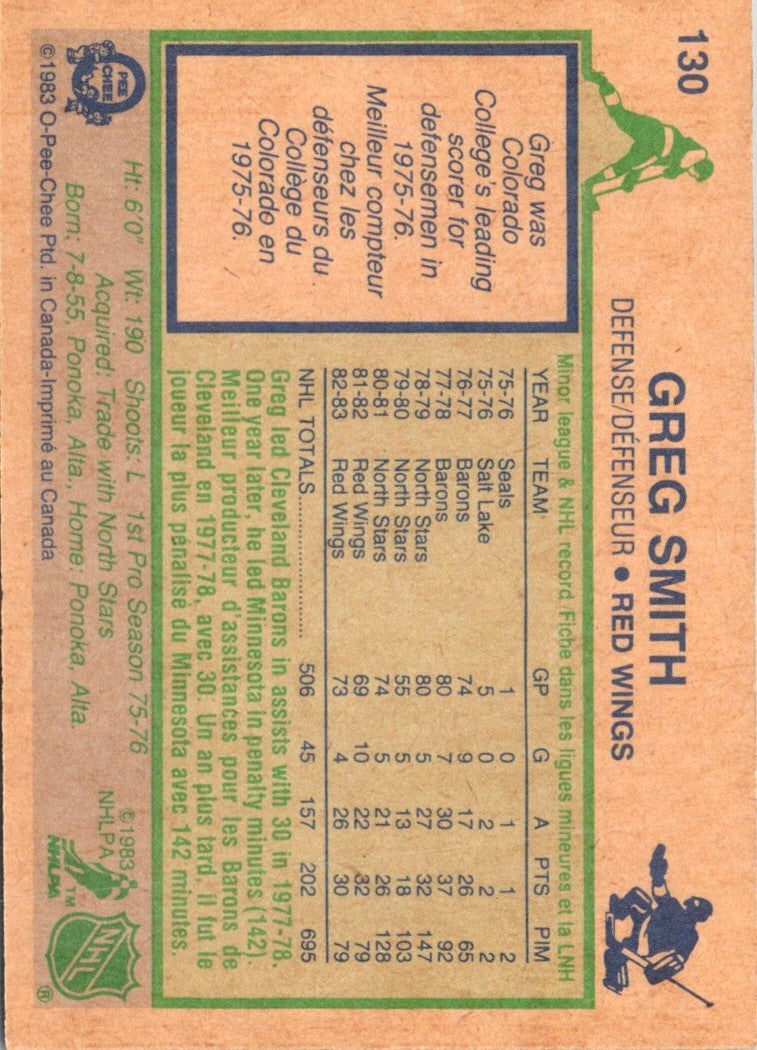 130
GREG SMITH
DEFENSE/DÉFENSEUR • RED WINGS
Greg was
Colorado
College's leading
scorer for
defensemen in
1975-76.
Meilleur compteur
chez les
défenseurs du
Collège du
Colorado en
1975-76.
Minor league & NHL record. Fiche dans les ligues mineures et la LNH
YEAR TEAM GP G A PTS PIM
75-76 Seals 1 0 1 1 2
75-76 Salt Lake 5 0 2 2 2
76-77 Barons 74 9 17 26 65
77-78 Barons 80 7 30 37 92
78-79 North Stars 80 5 27 32 147
79-80 North Stars 55 5 13 18 103
80-81 North Stars 74 5 21 26 128
81-82 Red Wings 69 10 22 32 79
82-83 Red Wings 73 4 26 30 79
NHL TOTALS.................... 506 45 157 202 695
Greg led Cleveland Barons in assists with 30 in 1977-78.
One year later, he led Minnesota in penalty minutes (142).
Meilleur producteur d'assistances pour les Barons de
Cleveland en 1977-78, avec 30. Un an plus tard, il fut le
joueur la plus pénalisé du Minnesota avec 142 minutes.
Ht: 6'0" Wt: 190 Shoots: L 1st Pro Season 75-76
Acquired: Trade with North Stars
Born: 7-8-55, Ponoka, Alta., Home: Ponoka, Alta.
O PEE CHEE
©1983 O-Pee-Chee Ptd. in Canada-Imprimé au Canada
©1983
NHLPA
NHLPA
TM
NHL
®